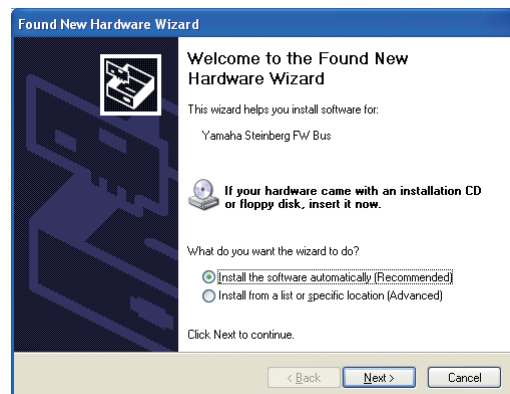 Found New Hardware Wizard
Welcome to the Found New
Hardware Wizard
This wizard helps you install software for:
Yamaha Steinberg FW Bus
If your hardware came with an installation CD
or floppy disk, insert it now.
What do you want the wizard to do?
Install the software automatically (Recommended)
Install from a list or specific location (Advanced)
Click Next to continue.
< Back Next > Cancel